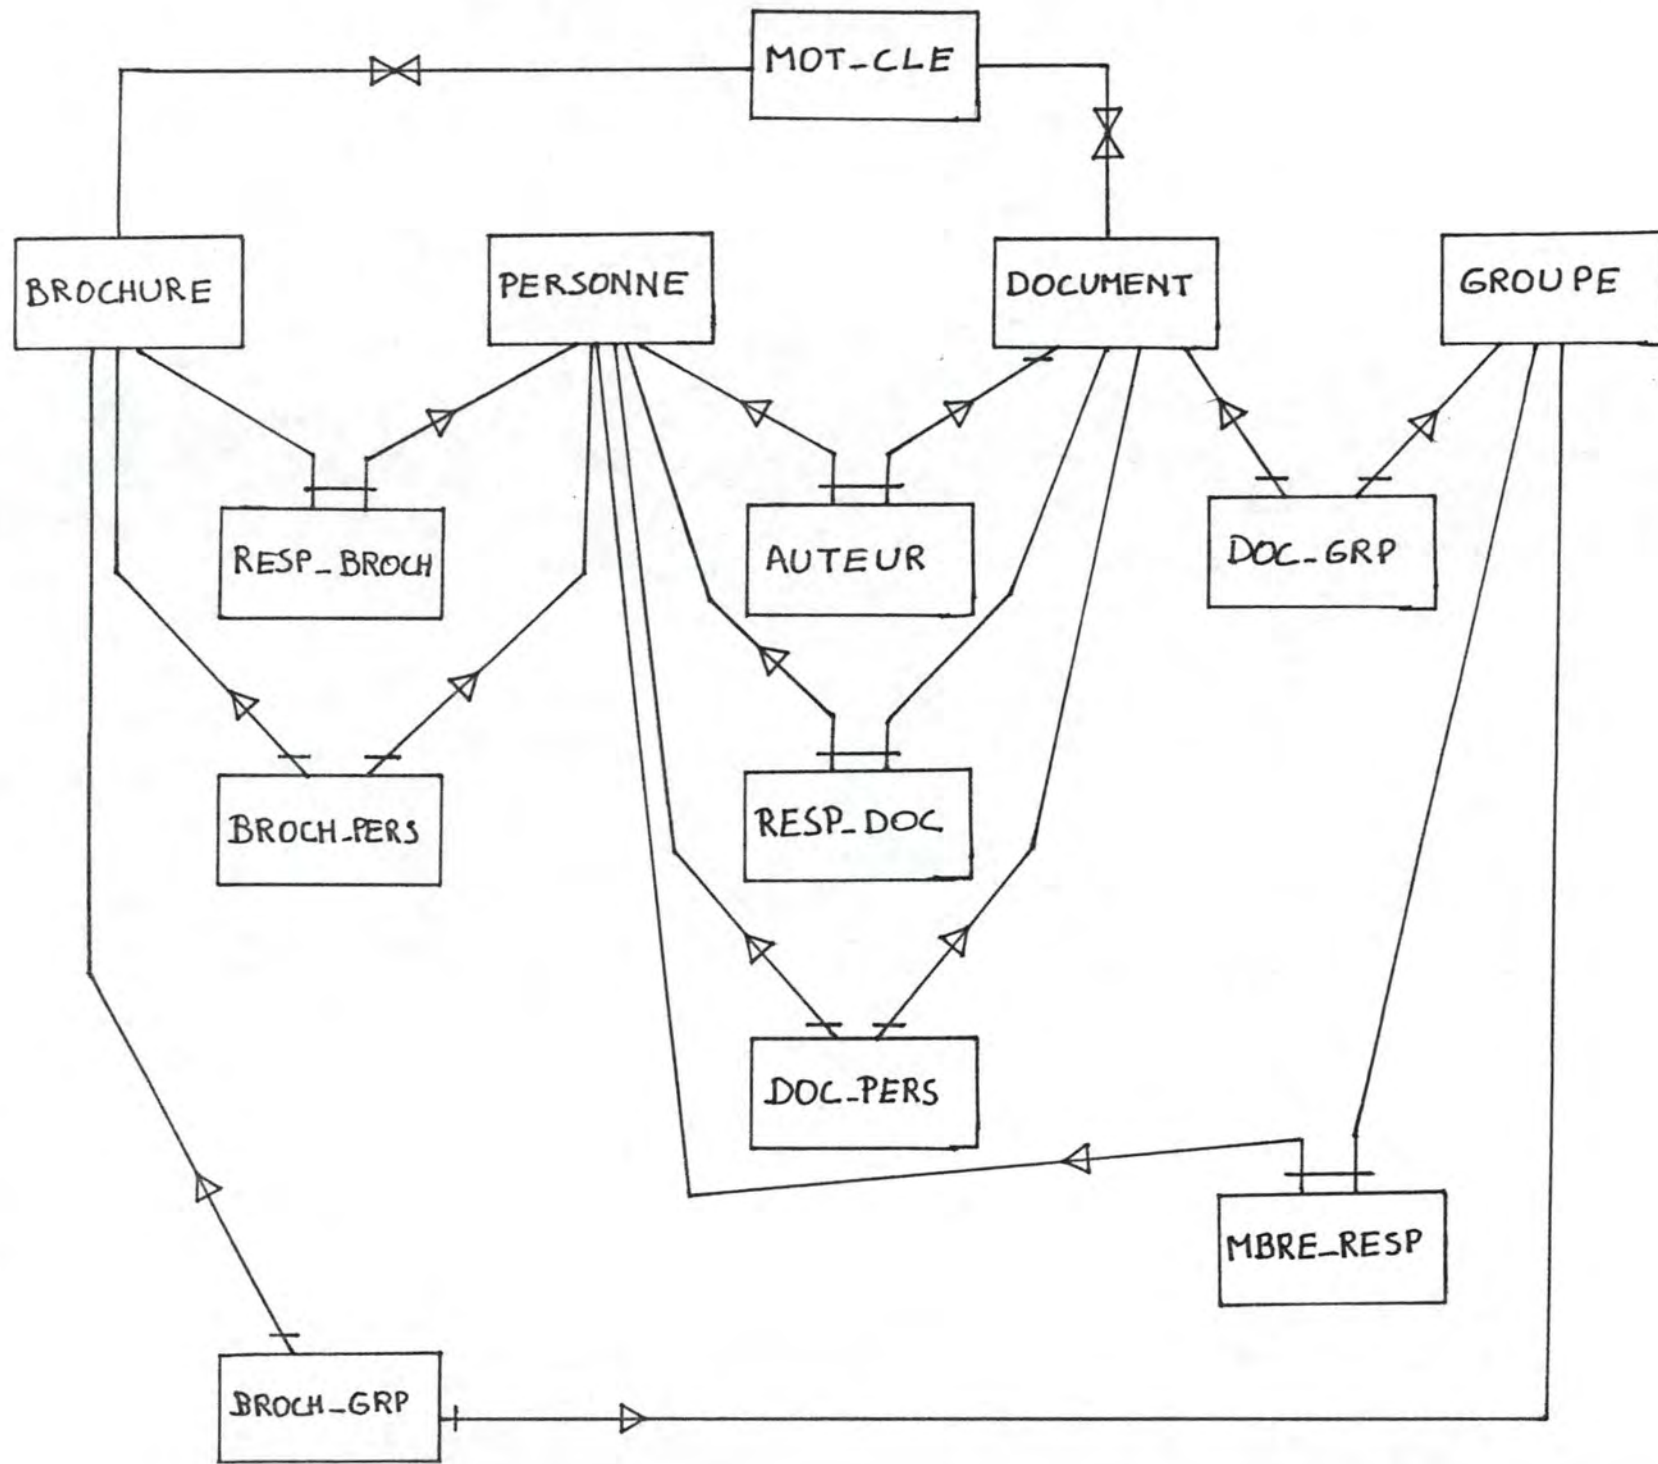 MOT_CLE
BROCHURE
PERSONNE
DOCUMENT
GROUPE
RESP_BROCH
AUTEUR
DOC_GRP
BROCH_PERS
RESP_DOC
DOC_PERS
MBRE_RESP
BROCH_GRP